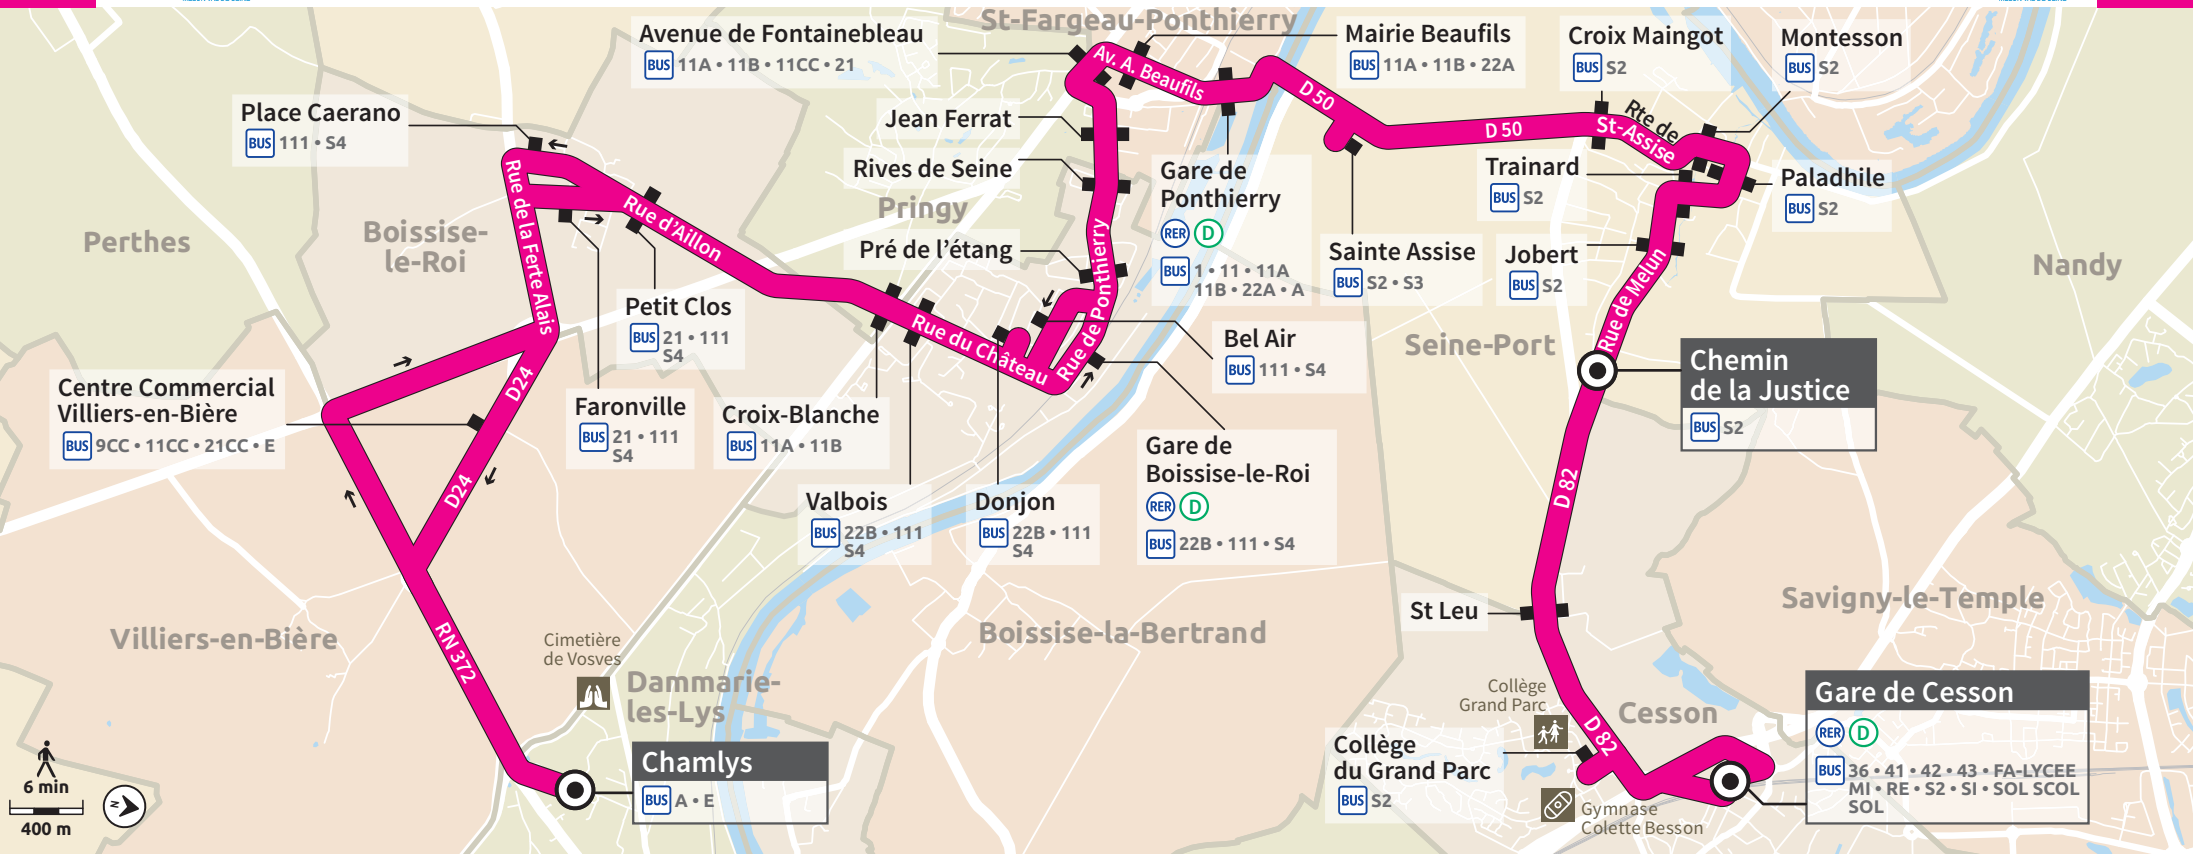 St-Fargeau-Ponthierry
Avenue de Fontainebleau
BUS 11A • 11B • 11CC • 21
Av. A. Beaufils
Mairie Beaufils
BUS 11A • 11B • 22A
Croix Maingot
BUS S2
Montesson
BUS S2
Place Caerano
BUS 111 • S4
Jean Ferrat
Rives de Seine
Pringy
Pré de l'étang
D 50
D 50
Rte de
St-Assise
Gare de
Ponthierry
RER D
BUS 1 • 11 • 11A
11B • 22A • A
Trainard
BUS S2
Paladhile
BUS S2
Perthes
Boissise-
le-Roi
Rue de la Ferte Alais
Rue d'Aillon
Rue de Ponthierry
Sainte Assise
BUS S2 • S3
Jobert
BUS S2
Nandy
Petit Clos
BUS 21 • 111
S4
Rue du Château
Bel Air
BUS 111 • S4
Seine-Port
Rue de Melun
Chemin
de la Justice
BUS S2
Centre Commercial
Villiers-en-Bière
BUS 9CC • 11CC • 21CC • E
D24
D24
Faronville
BUS 21 • 111
S4
Croix-Blanche
BUS 11A • 11B
Gare de
Boissise-le-Roi
RER D
BUS 22B • 111 • S4
Valbois
BUS 22B • 111
S4
Donjon
BUS 22B • 111
S4
D 82
St Leu
Savigny-le-Temple
Villiers-en-Bière
RN 372
Cimetière
de Vosves
Boissise-la-Bertrand
Dammarie-
les-Lys
Collège
Grand Parc
Cesson
D 82
Gare de Cesson
RER D
BUS 36 • 41 • 42 • 43 • FA-LYCEE
MI • RE • S2 • SI • SOL SCOL
SOL
Chamlys
BUS A • E
Collège
du Grand Parc
BUS S2
Gymnase
Colette Besson
6 min
400 m
N